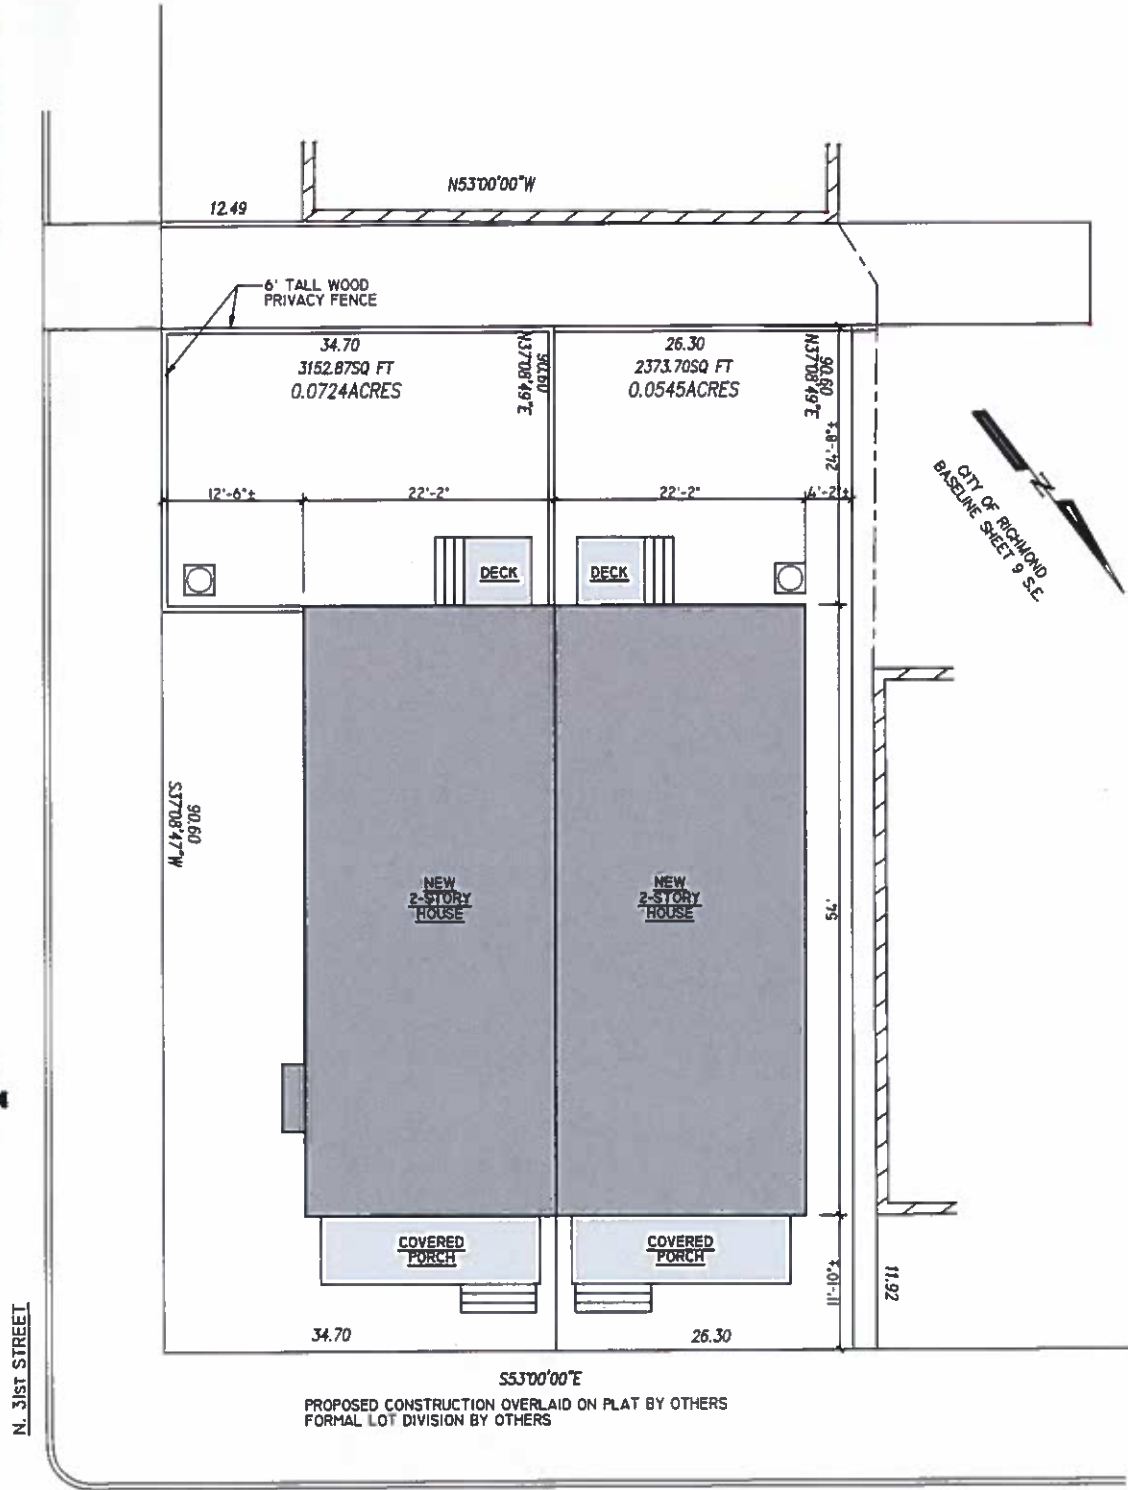 N53°00'00"W
12.49
6' TALL WOOD
PRIVACY FENCE
34.70
3152.87SQ FT
0.0724ACRES
90.60
N37°08'49"E
26.30
2373.70SQ FT
0.0545ACRES
90.60
N37°08'49"E
24'-8"±
12'-6"±
22'-2"
22'-2"
4'-2"±
N
CITY OF RICHMOND
BASELINE SHEET 9 S.E.
DECK
DECK
90.60
S37°08'47"W
NEW
2-STORY
HOUSE
NEW
2-STORY
HOUSE
54'
COVERED
PORCH
COVERED
PORCH
11'-10"±
11.92
34.70
26.30
N. 31ST STREET
S53°00'00"E
PROPOSED CONSTRUCTION OVERLAID ON PLAT BY OTHERS
FORMAL LOT DIVISION BY OTHERS